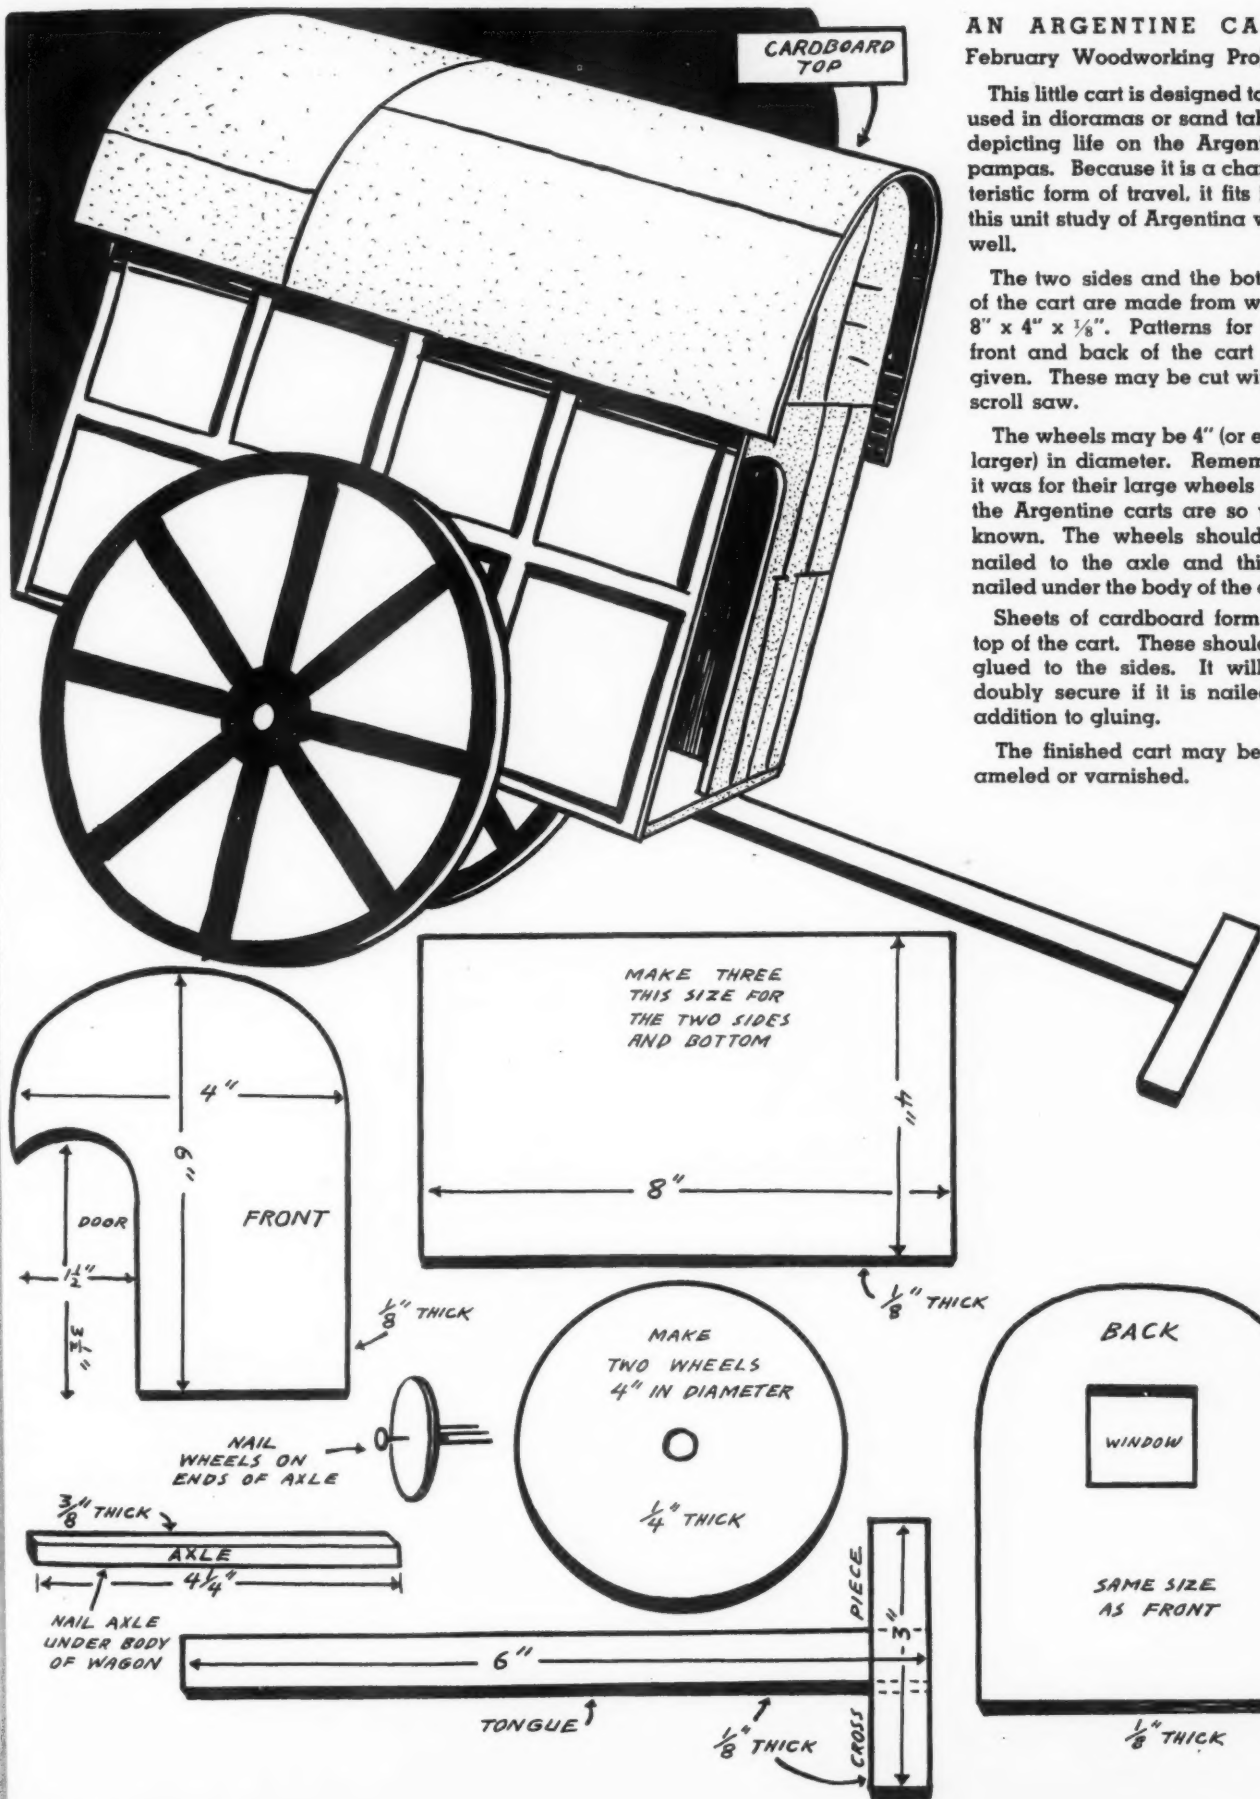 CARDBOARD
TOP
AN ARGENTINE CA
February Woodworking Pro
This little cart is designed to
used in dioramas or sand tal
depicting life on the Argen
pampas. Because it is a cha
teristic form of travel, it fits
this unit study of Argentina v
well.
The two sides and the bot
of the cart are made from w
8" x 4" x ⅛". Patterns for
front and back of the cart
given. These may be cut wi
scroll saw.
The wheels may be 4" (or e
larger) in diameter. Remem
it was for their large wheels
the Argentine carts are so
known. The wheels should
nailed to the axle and thi
nailed under the body of the
Sheets of cardboard form
top of the cart. These should
glued to the sides. It will
doubly secure if it is nailed
addition to gluing.
The finished cart may be
ameled or varnished.
MAKE THREE
THIS SIZE FOR
THE TWO SIDES
AND BOTTOM
4"
8"
⅛" THICK
4"
6"
DOOR
FRONT
1½"
3½"
⅛" THICK
NAIL
WHEELS ON
ENDS OF AXLE
MAKE
TWO WHEELS
4" IN DIAMETER
¼" THICK
BACK
WINDOW
SAME SIZE
AS FRONT
⅛" THICK
⅜" THICK
AXLE
4¼"
NAIL AXLE
UNDER BODY
OF WAGON
6"
TONGUE
⅛" THICK
CROSS PIECE
3"